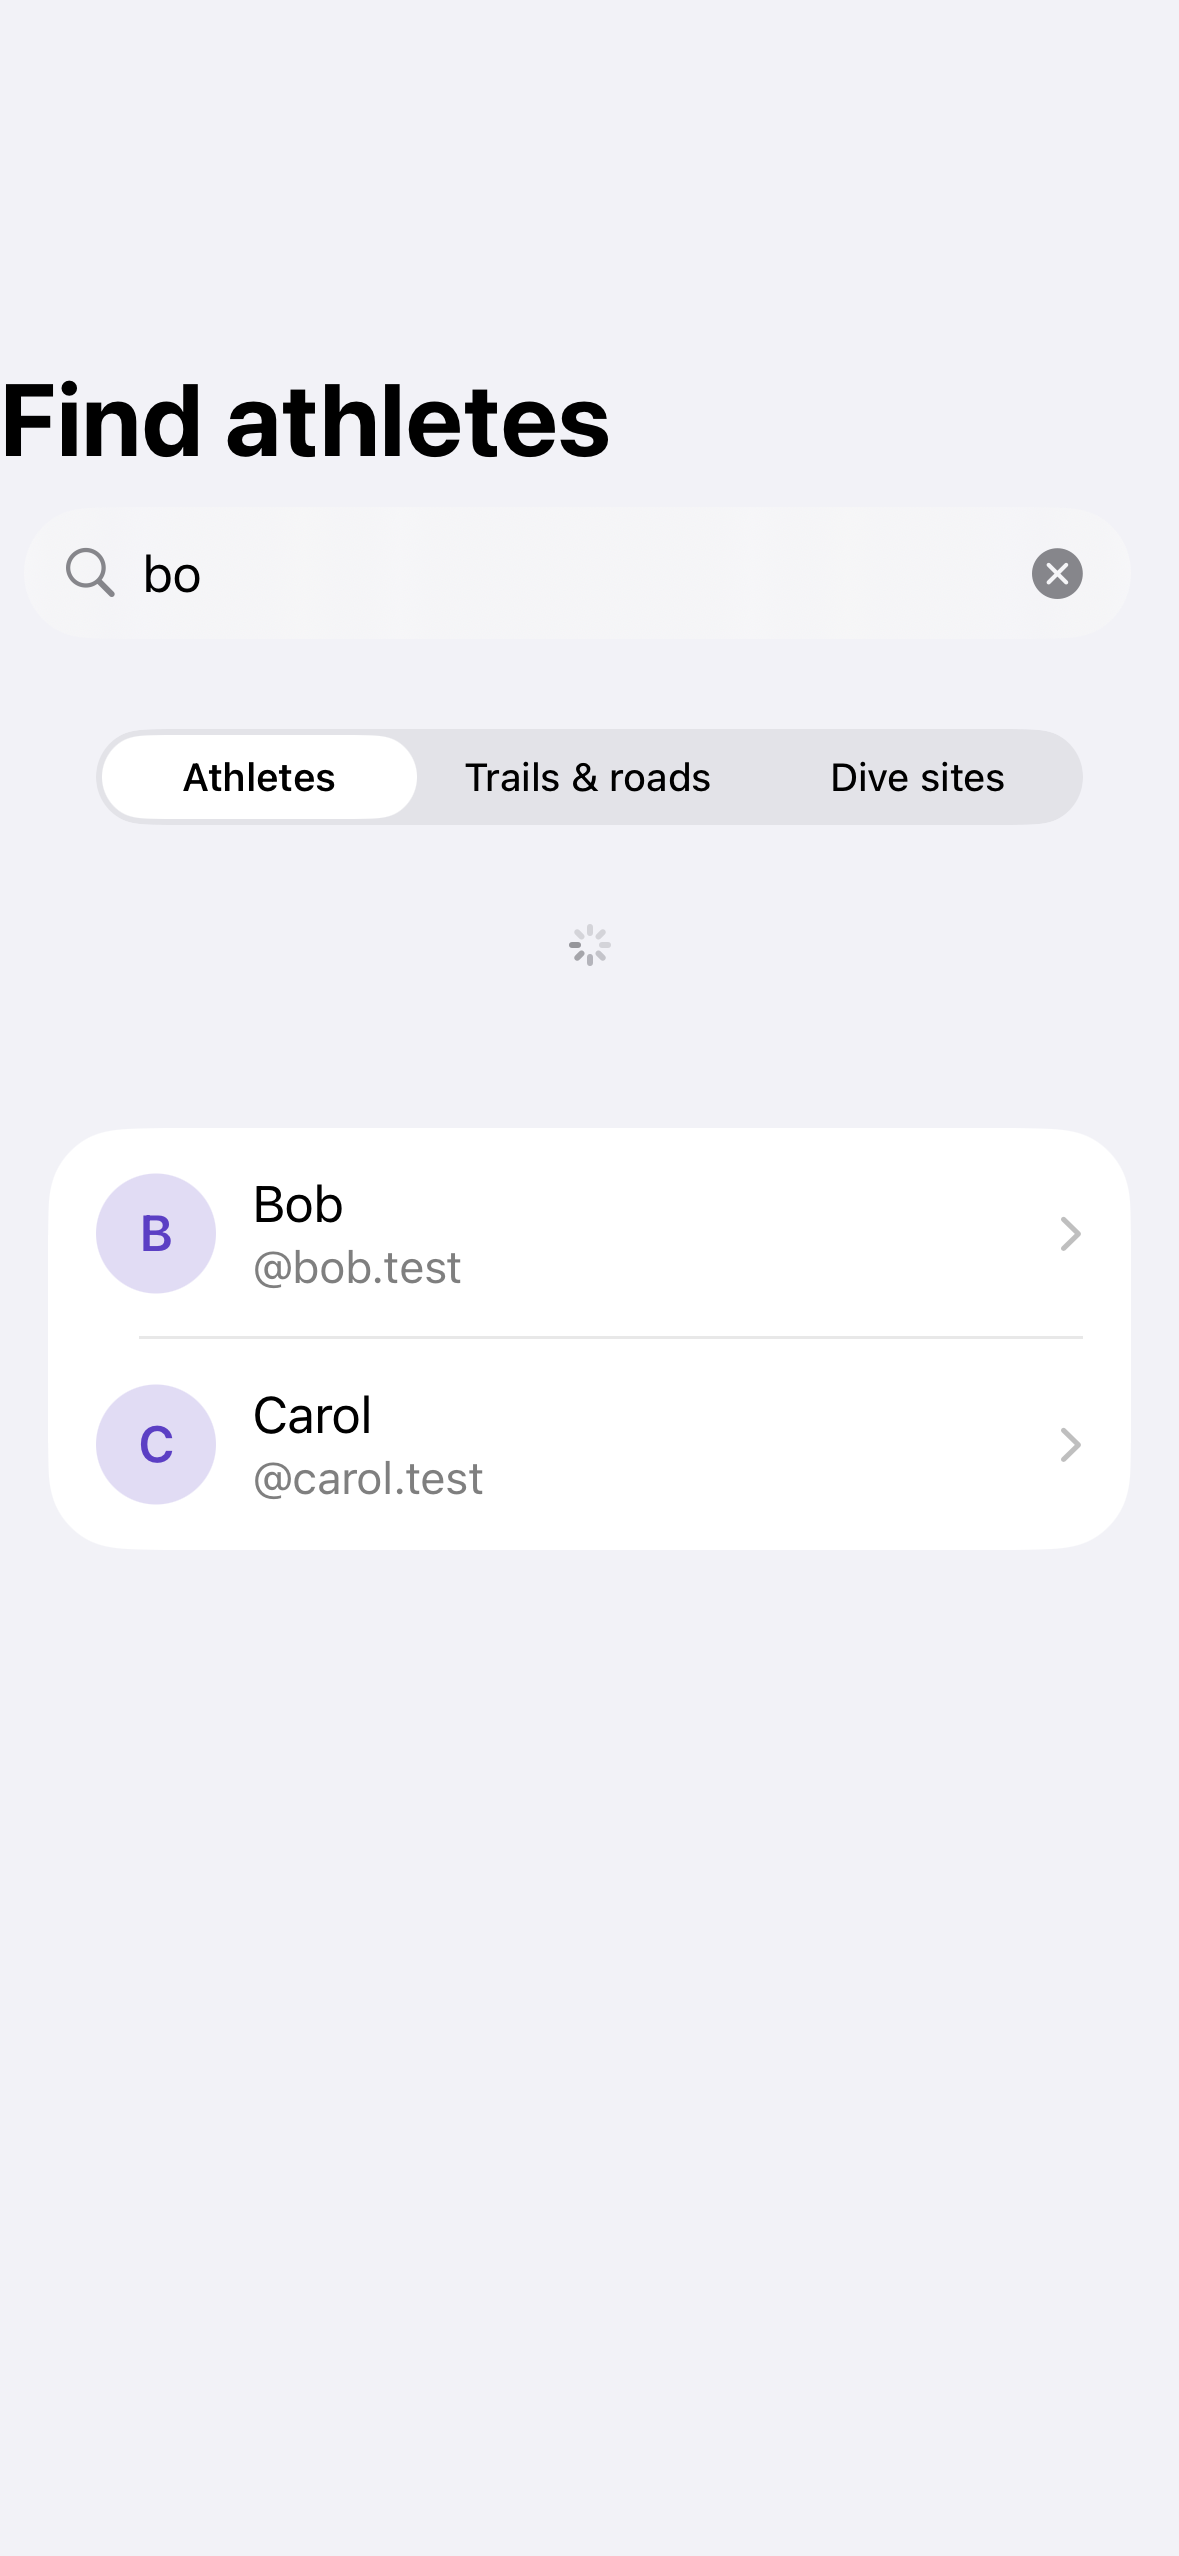 Find athletes
bo
Athletes
Trails & roads
Dive sites
B
Bob
@bob.test
C
Carol
@carol.test